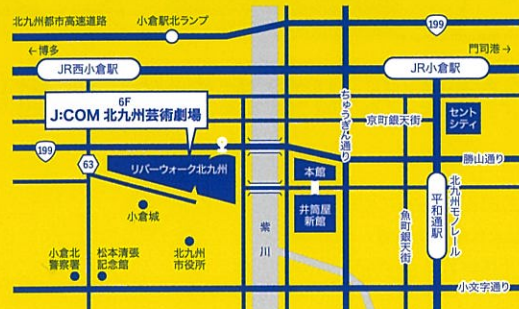 北九州都市高速道路
小倉駅北ランプ
199
←博多
門司港→
JR西小倉駅
JR小倉駅
6F
J:COM 北九州芸術劇場
ちゅうぎん通り
京町銀天街
セント
シティ
199
63
リバーウォーク北九州
勝山通り
本館
小倉城
井筒屋
新館
紫川
魚町銀天街
平和通駅
北九州モノレール
小倉北
警察署
松本清張
記念館
北九州
市役所
小文字通り